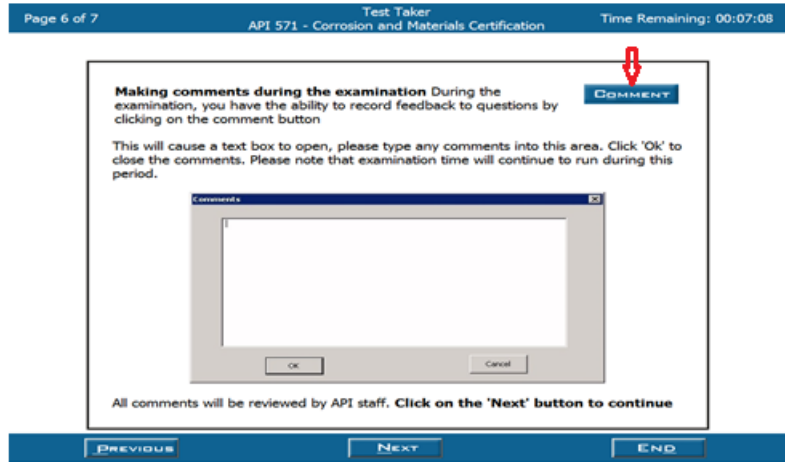 Page 6 of 7
Test Taker
API 571 - Corrosion and Materials Certification
Time Remaining: 00:07:08
Making comments during the examination During the
examination, you have the ability to record feedback to questions by
clicking on the comment button
COMMENT
This will cause a text box to open, please type any comments into this area. Click 'Ok' to
close the comments. Please note that examination time will continue to run during this
period.
Comments
OK
Cancel
All comments will be reviewed by API staff. Click on the 'Next' button to continue
PREVIOUS
NEXT
END